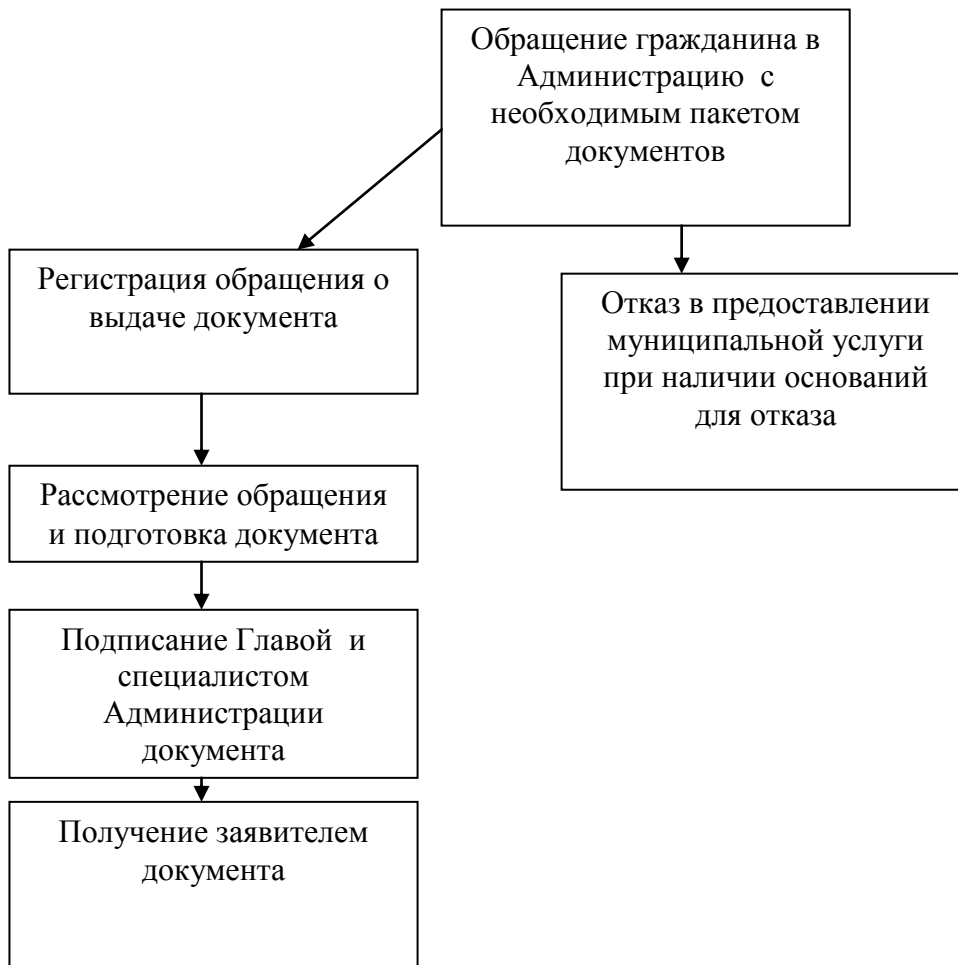 Обращение гражданина в
Администрацию с
необходимым пакетом
документов
Регистрация обращения о
выдаче документа
Отказ в предоставлении
муниципальной услуги
при наличии оснований
для отказа
Рассмотрение обращения
и подготовка документа
Подписание Главой и
специалистом
Администрации
документа
Получение заявителем
документа